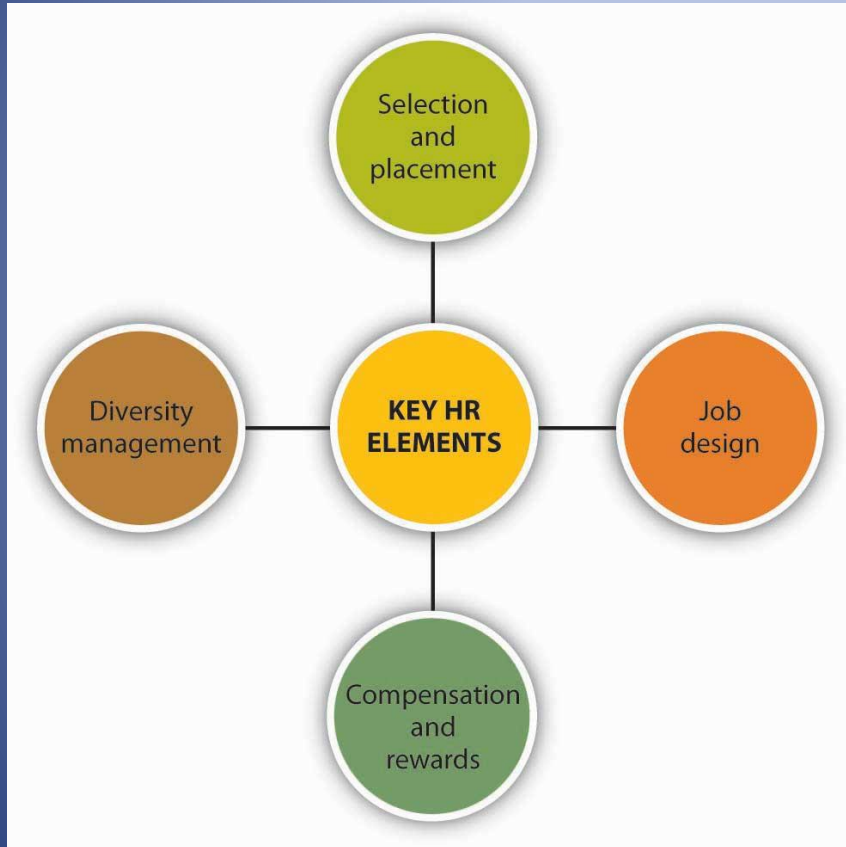 Selection
and
placement
Diversity
management
KEY HR
ELEMENTS
Job
design
Compensation
and
rewards